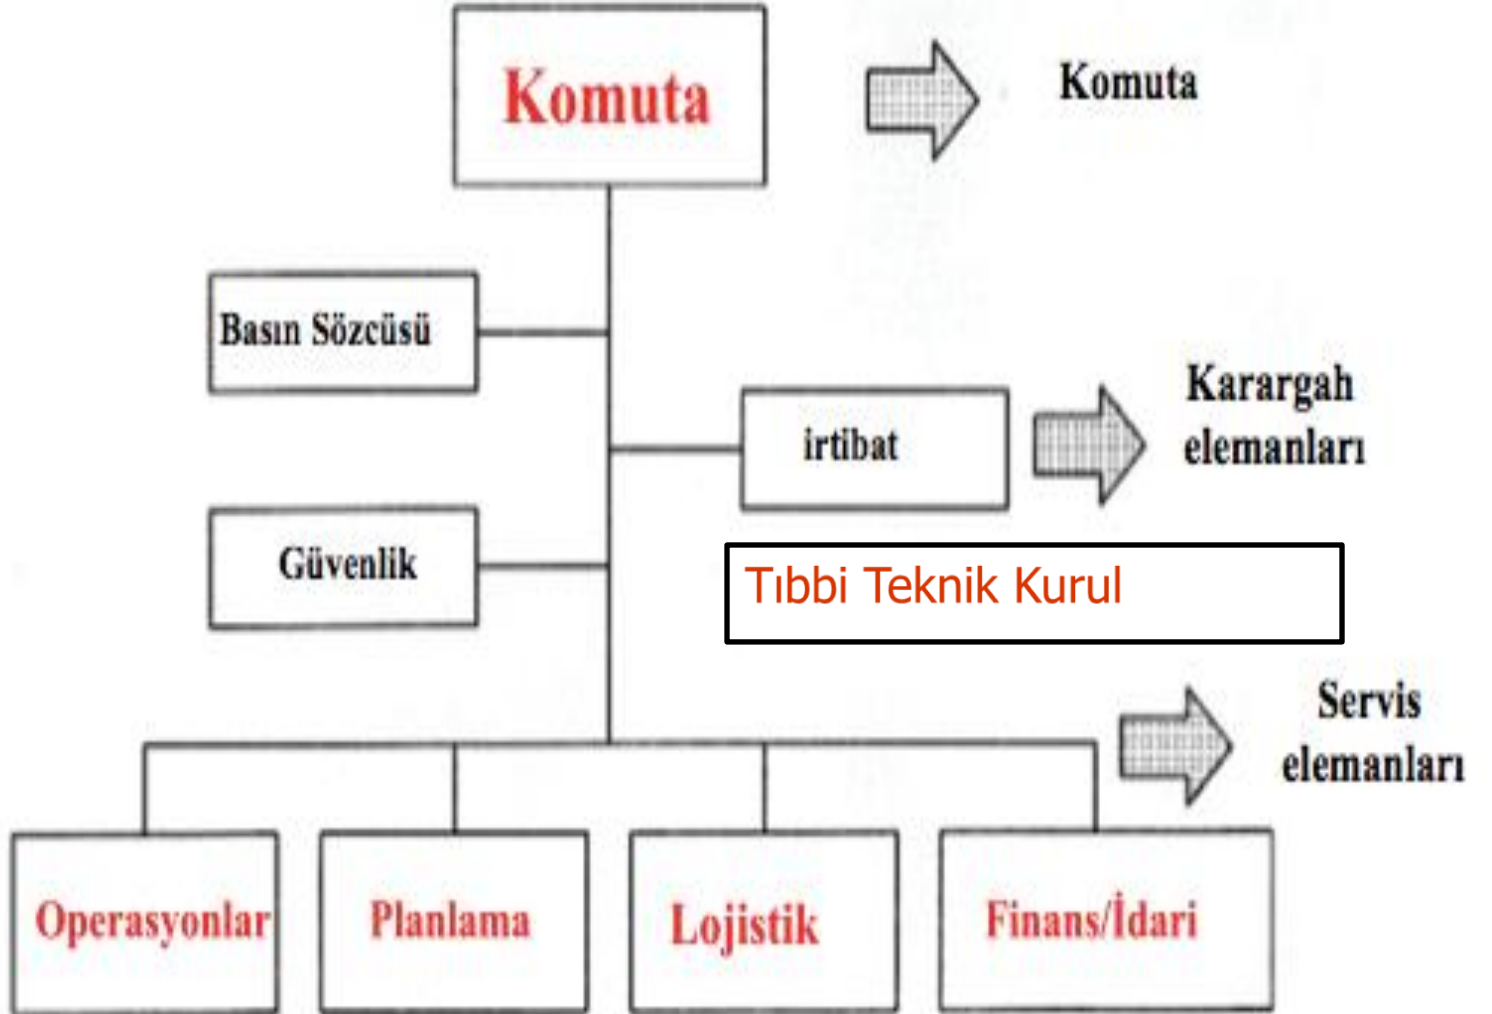 Komuta
Komuta
Basın Sözcüsü
irtibat
Karargah
elemanları
Güvenlik
Tıbbi Teknik Kurul
Servis
elemanları
Operasyonlar
Planlama
Lojistik
Finans/İdari